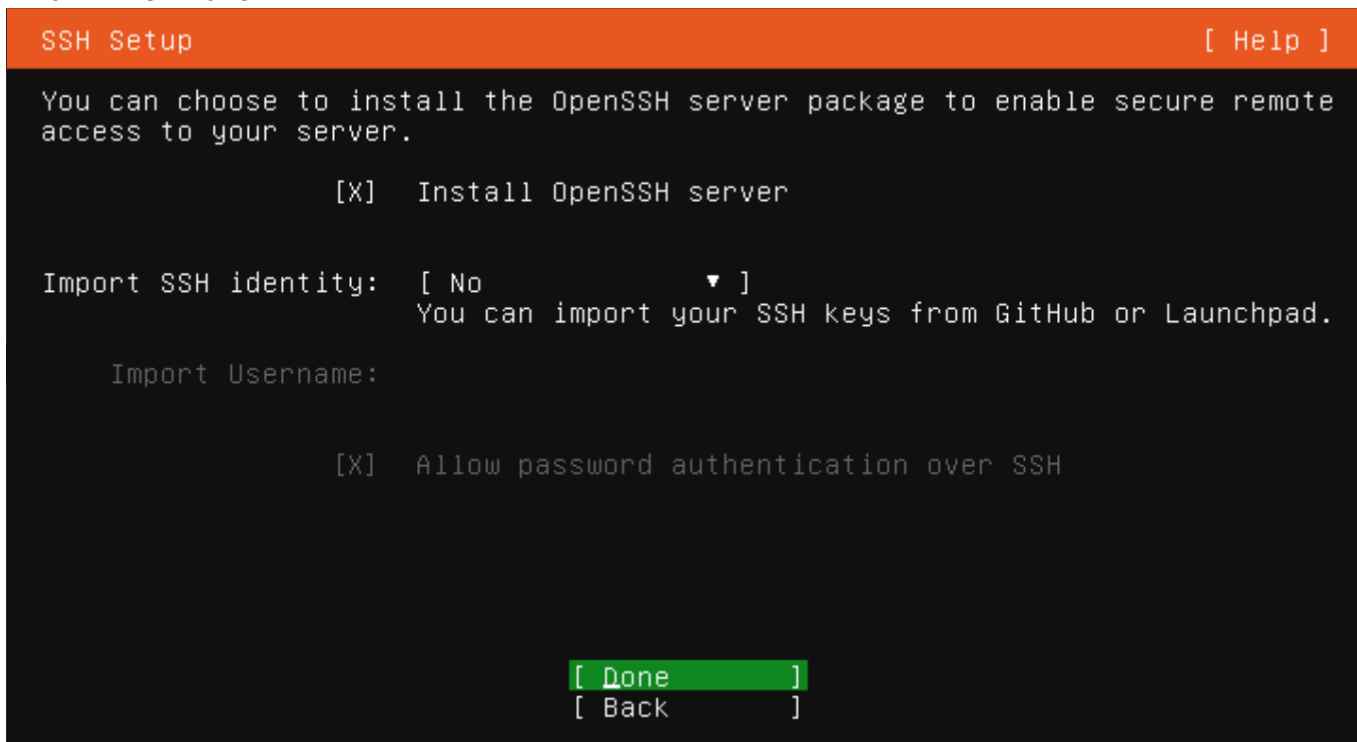 SSH Setup [ Help ]
You can choose to install the OpenSSH server package to enable secure remote
access to your server.
[X] Install OpenSSH server
Import SSH identity: [ No ▼ ]
You can import your SSH keys from GitHub or Launchpad.
Import Username:
[X] Allow password authentication over SSH
[ Done ]
[ Back ]